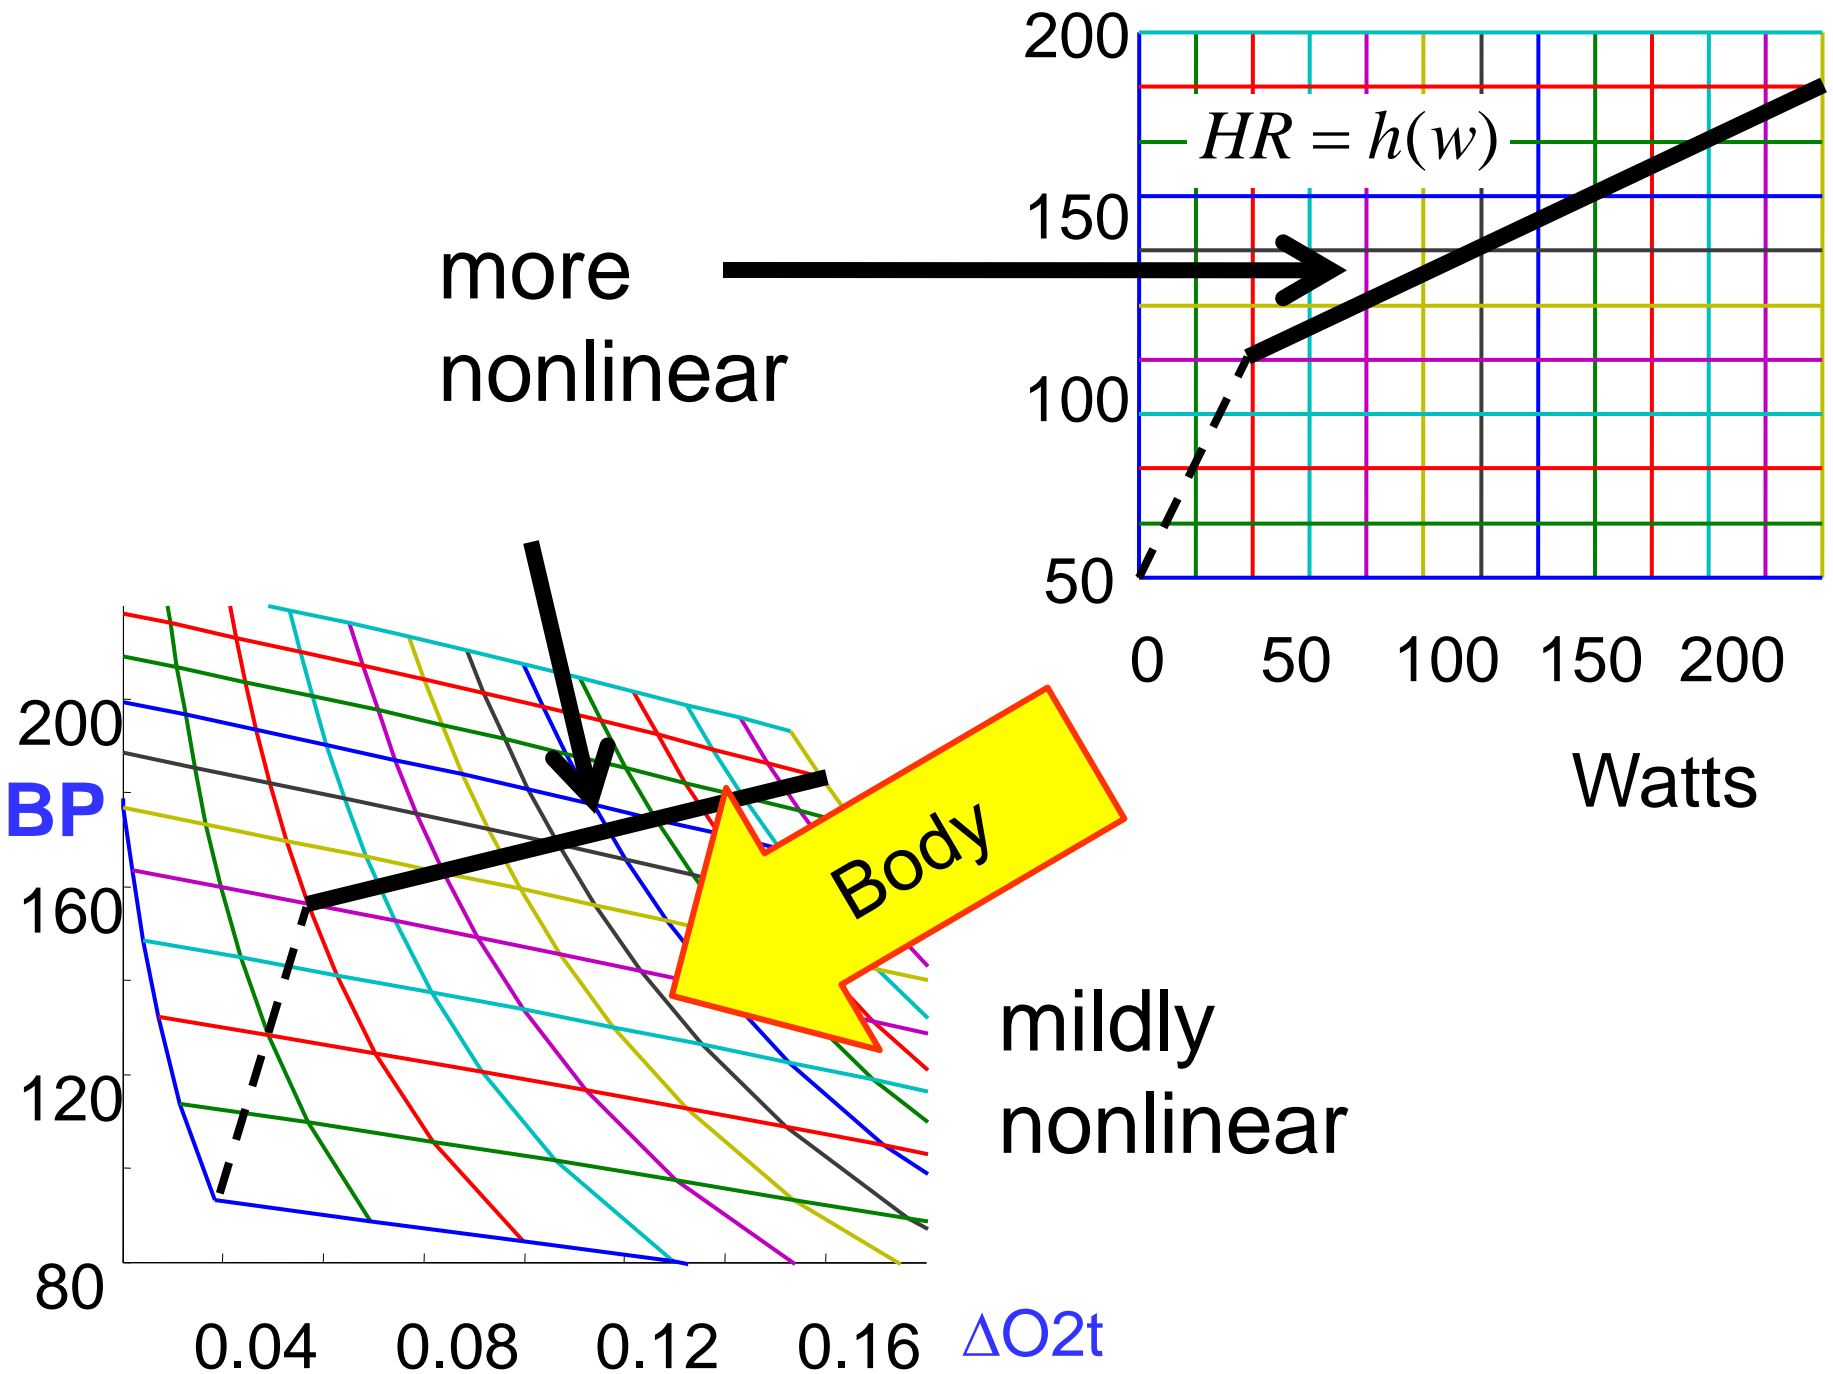 200
HR = h(w)
150
more
nonlinear
100
50
0 50 100 150 200
Watts
200
BP
Body
160
mildly
nonlinear
120
80
0.04 0.08 0.12 0.16 ΔO2t